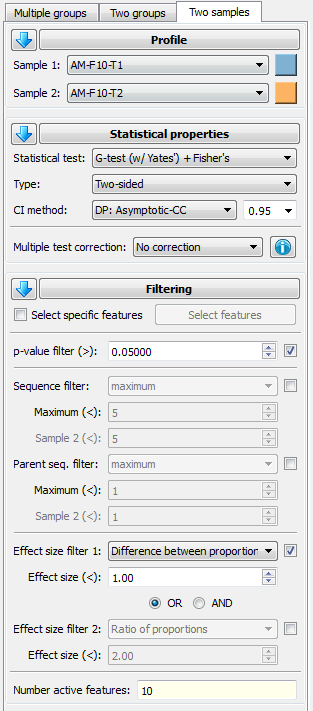 Multiple groups Two groups Two samples
Profile
Sample 1: AM-F10-T1
Sample 2: AM-F10-T2
Statistical properties
Statistical test: G-test (w/ Yates') + Fisher's
Type: Two-sided
CI method: DP: Asymptotic-CC 0.95
Multiple test correction: No correction
Filtering
Select specific features Select features
p-value filter (>): 0.05000
Sequence filter: maximum
Maximum (<): 5
Sample 2 (<): 5
Parent seq. filter: maximum
Maximum (<): 1
Sample 2 (<): 1
Effect size filter 1: Difference between proportion
Effect size (<): 1.00
OR AND
Effect size filter 2: Ratio of proportions
Effect size (<): 2.00
Number active features: 10